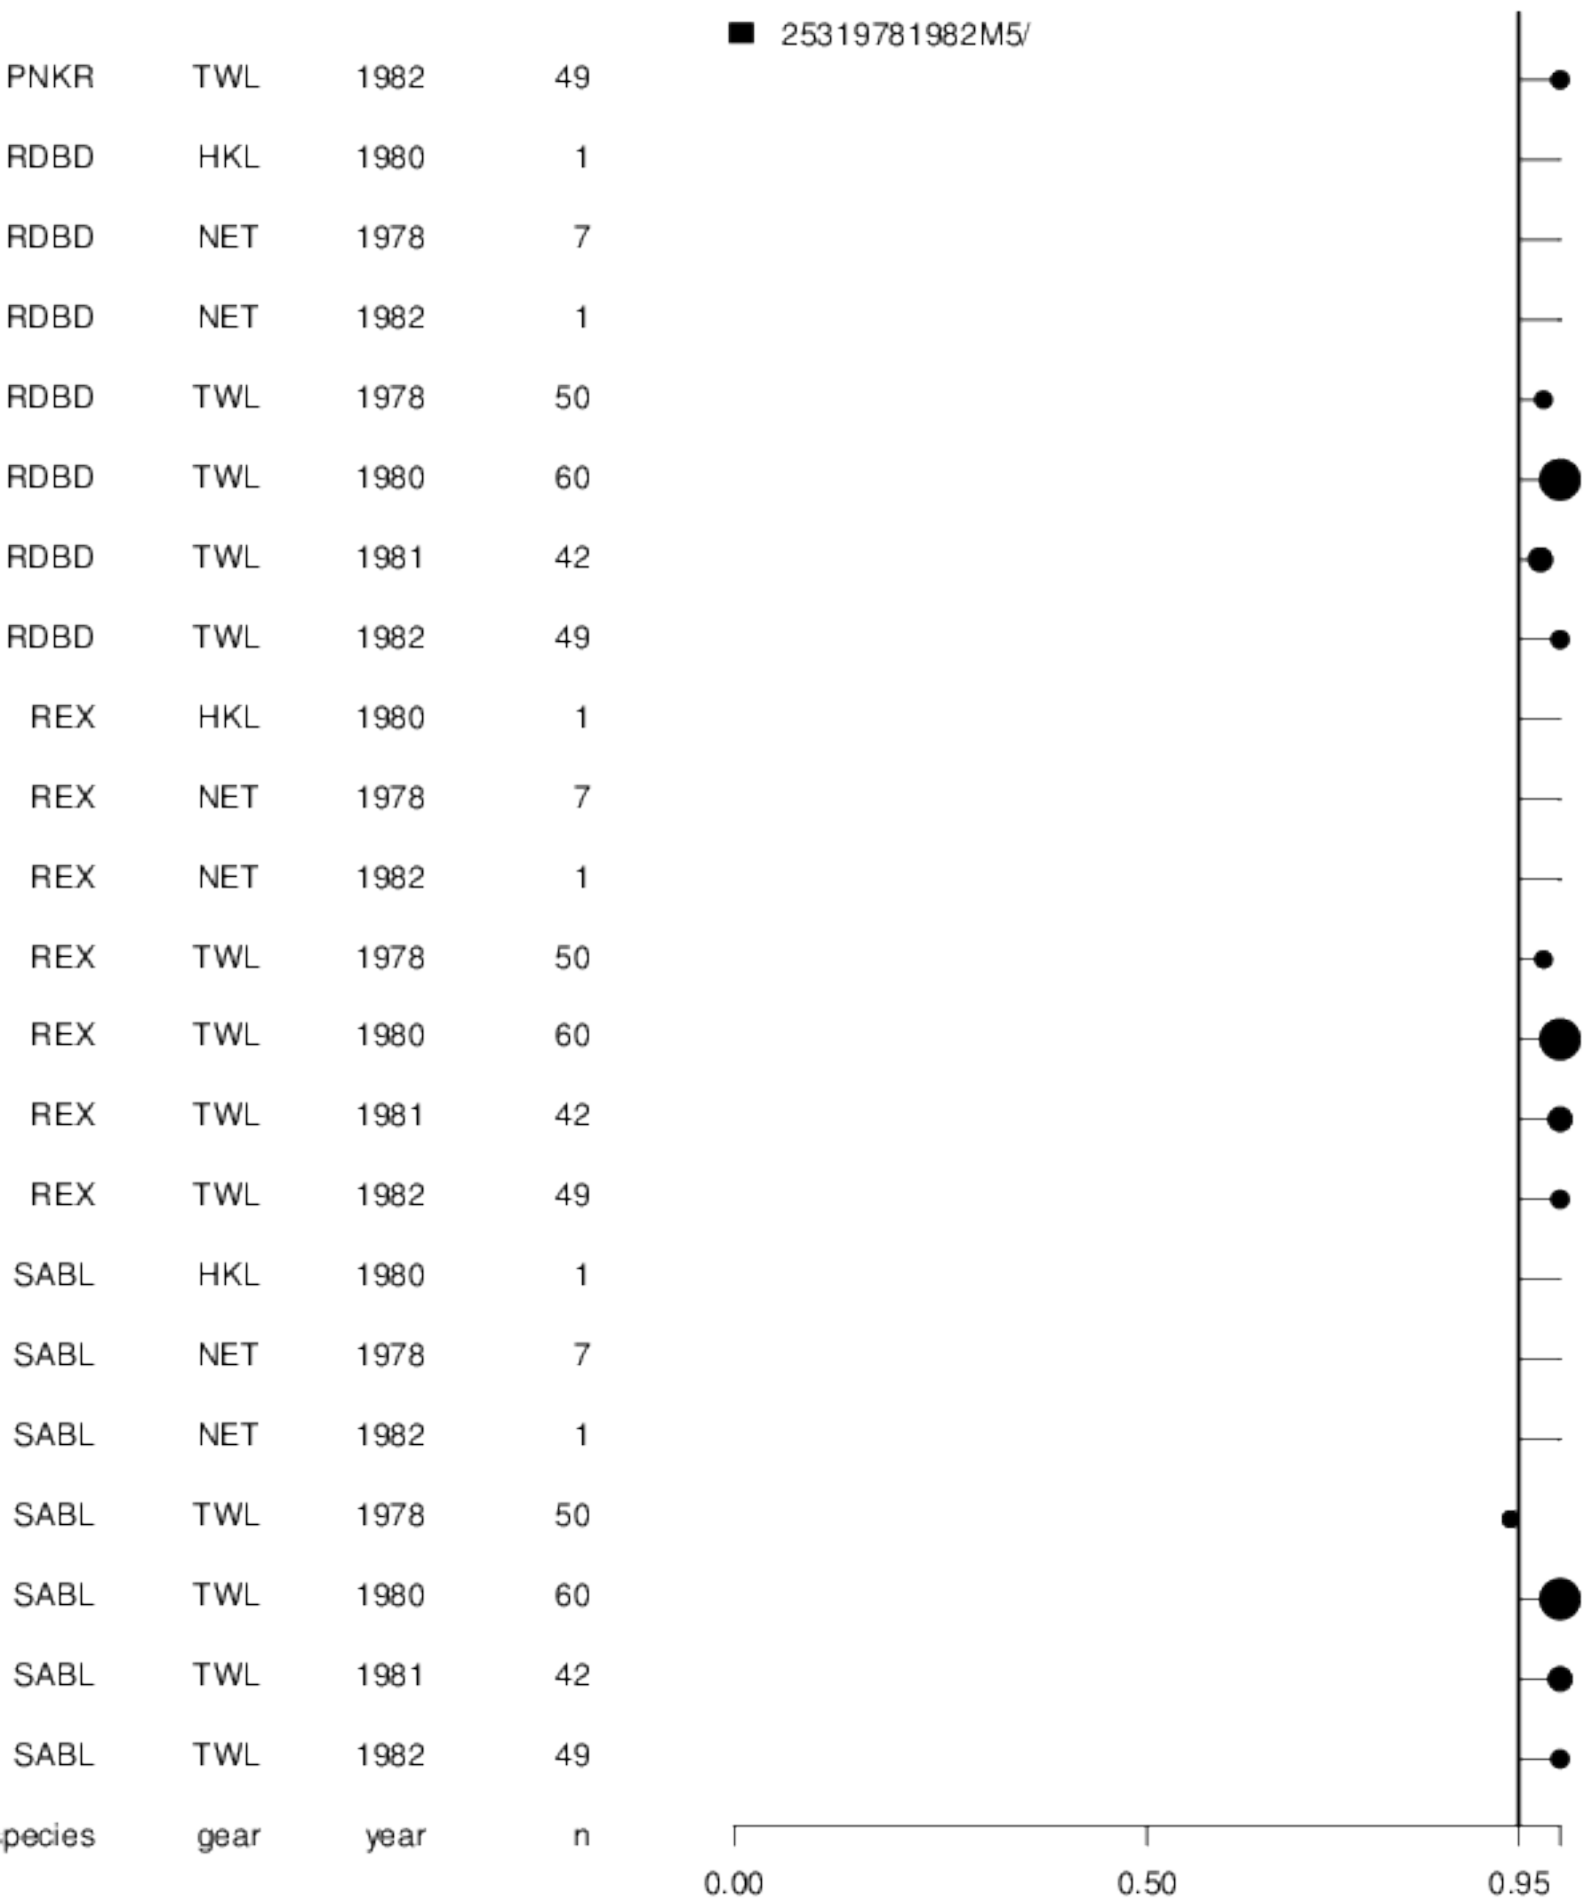 25319781982M5/
PNKR TWL 1982 49
RDBD HKL 1980 1
RDBD NET 1978 7
RDBD NET 1982 1
RDBD TWL 1978 50
RDBD TWL 1980 60
RDBD TWL 1981 42
RDBD TWL 1982 49
REX HKL 1980 1
REX NET 1978 7
REX NET 1982 1
REX TWL 1978 50
REX TWL 1980 60
REX TWL 1981 42
REX TWL 1982 49
SABL HKL 1980 1
SABL NET 1978 7
SABL NET 1982 1
SABL TWL 1978 50
SABL TWL 1980 60
SABL TWL 1981 42
SABL TWL 1982 49
pecies gear year n
0.00 0.50 0.95